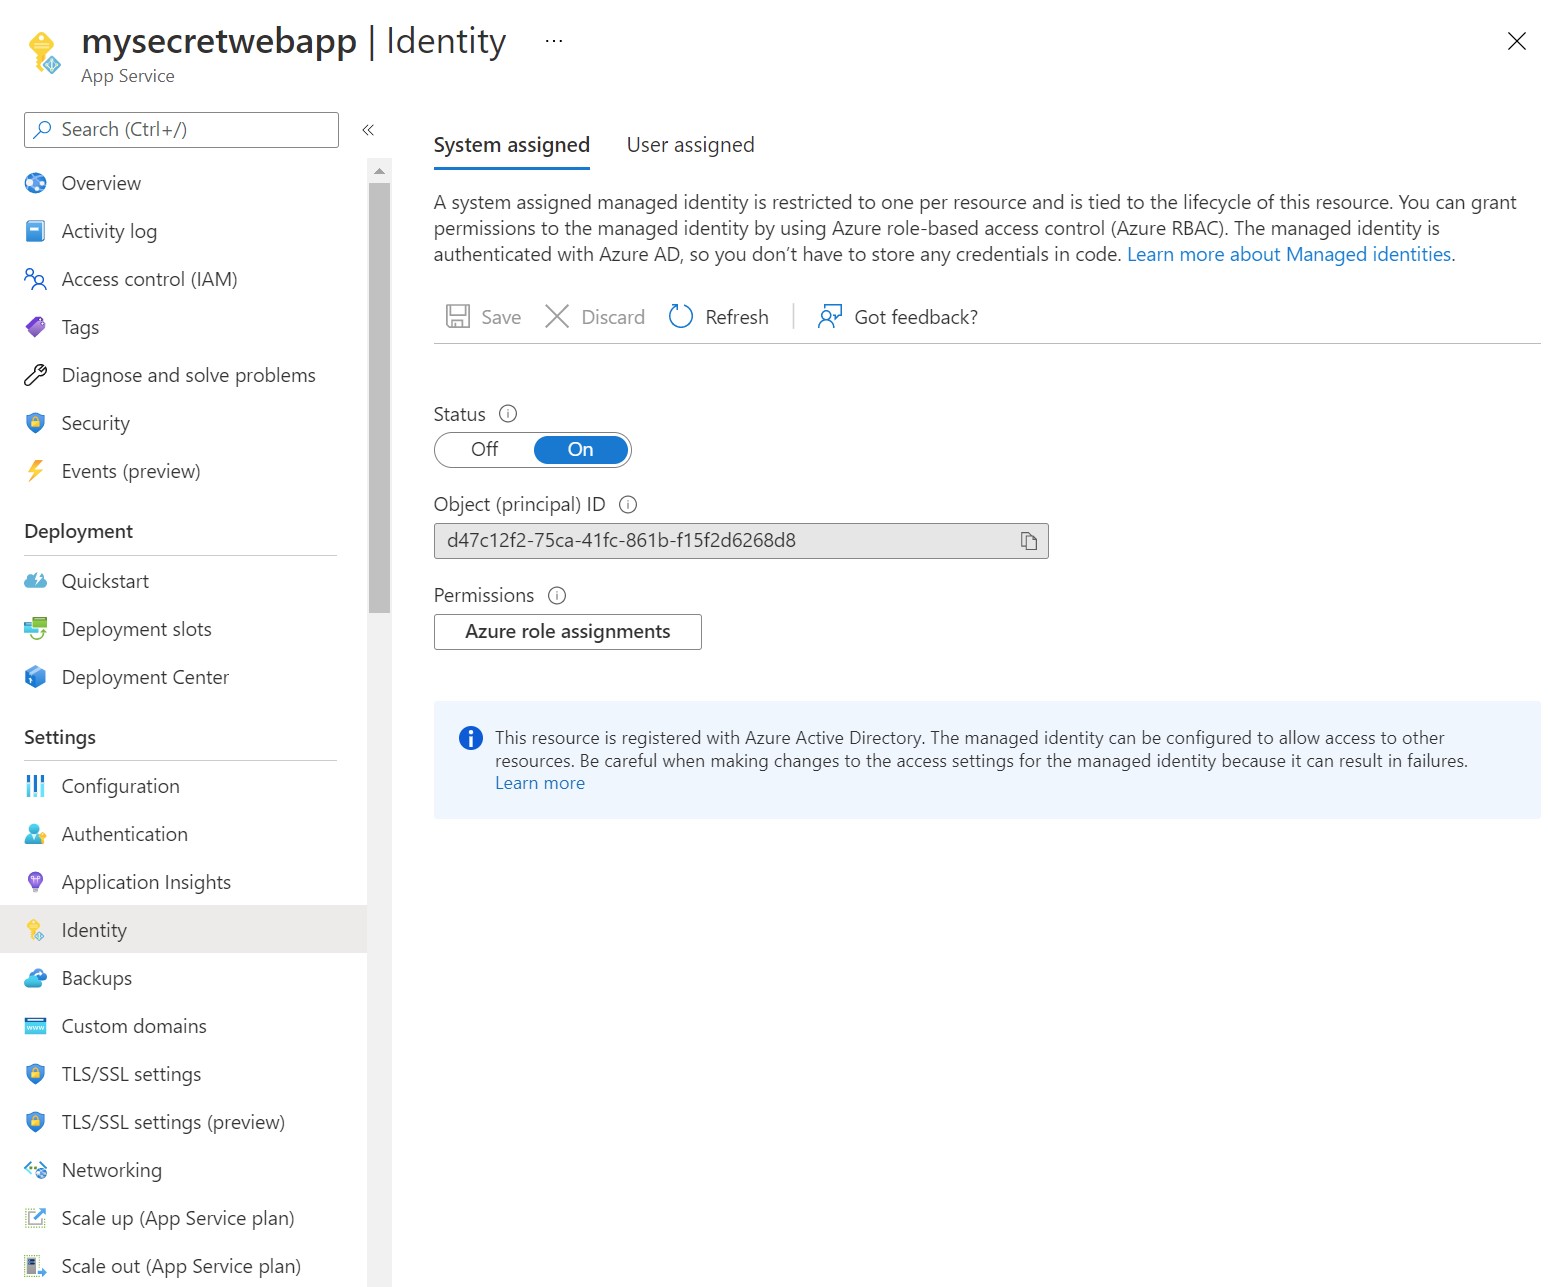 mysecretwebapp | Identity ...
App Service
Search (Ctrl+/)
«
Overview
Activity log
Access control (IAM)
Tags
Diagnose and solve problems
Security
Events (preview)
Deployment
Quickstart
Deployment slots
Deployment Center
Settings
Configuration
Authentication
Application Insights
Identity
Backups
Custom domains
TLS/SSL settings
TLS/SSL settings (preview)
Networking
Scale up (App Service plan)
Scale out (App Service plan)
System assigned User assigned
A system assigned managed identity is restricted to one per resource and is tied to the lifecycle of this resource. You can grant
permissions to the managed identity by using Azure role-based access control (Azure RBAC). The managed identity is
authenticated with Azure AD, so you don’t have to store any credentials in code. Learn more about Managed identities.
Save Discard Refresh Got feedback?
Status
Off On
Object (principal) ID
d47c12f2-75ca-41fc-861b-f15f2d6268d8
Permissions
Azure role assignments
This resource is registered with Azure Active Directory. The managed identity can be configured to allow access to other
resources. Be careful when making changes to the access settings for the managed identity because it can result in failures.
Learn more